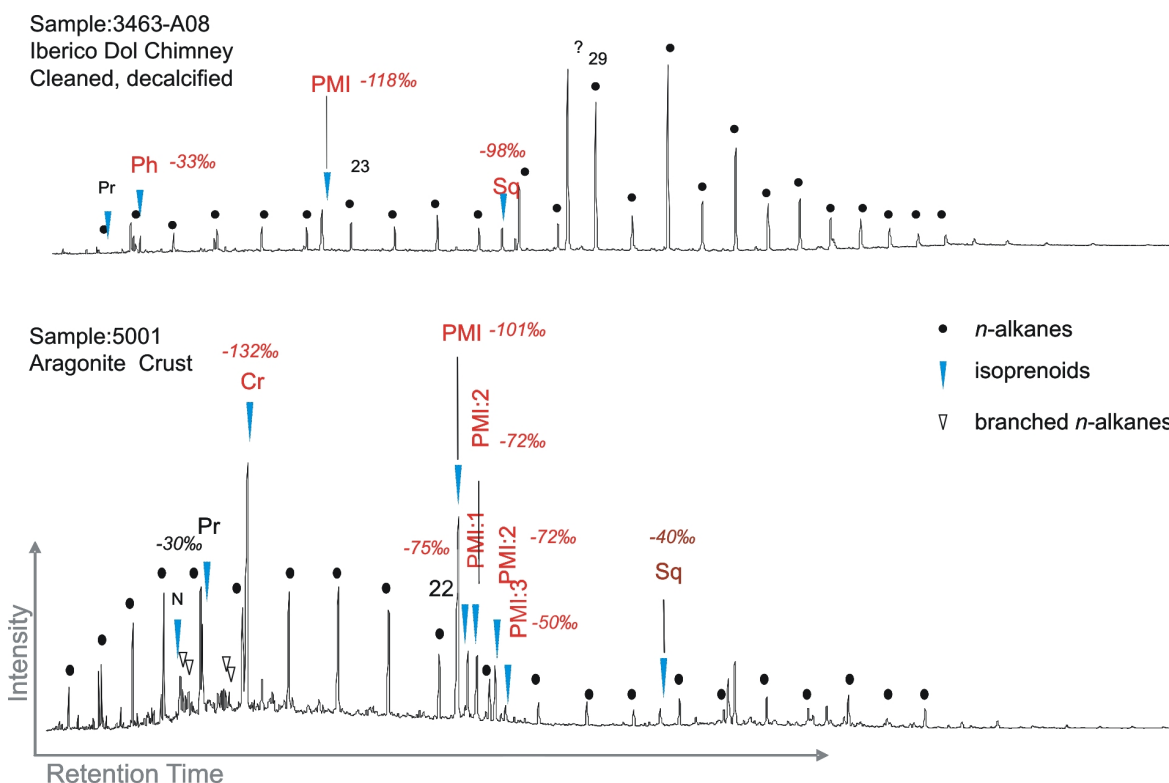 Sample:3463-A08
Iberico Dol Chimney
Cleaned, decalcified
Pr
Ph -33‰
PMI -118‰
23
-98‰
Sq
?
29
Sample:5001
Aragonite Crust
-132‰
Cr
-30‰
N
Pr
PMI -101‰
PMI:2
-72‰
-75‰
22
PMI:1
PMI:2
-72‰
PMI:3
-50‰
-40‰
Sq
n-alkanes
isoprenoids
branched n-alkanes
Intensity
Retention Time